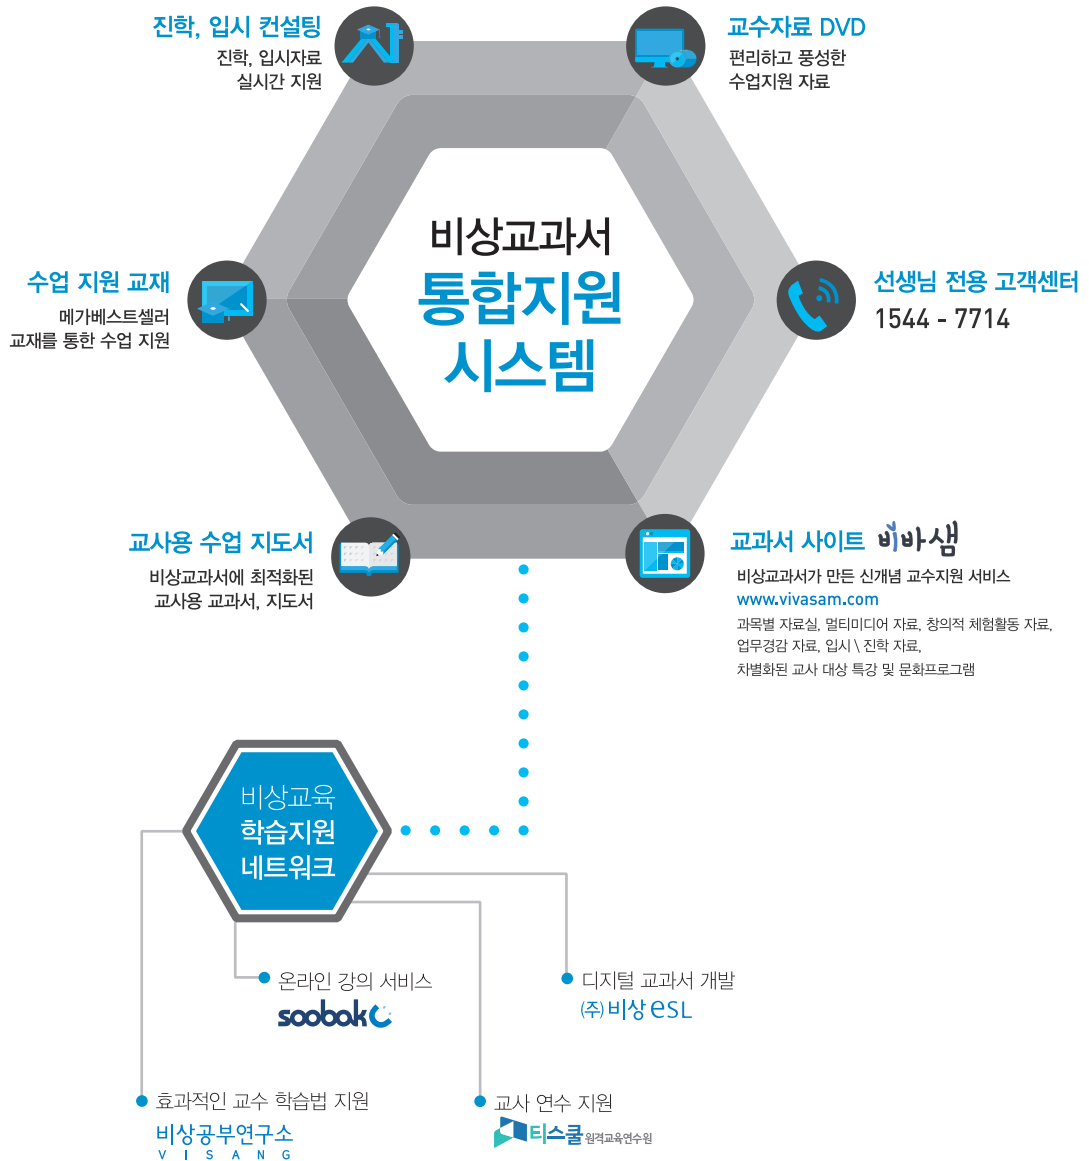 진학, 입시 컨설팅
진학, 입시자료
실시간 지원
교수자료 DVD
편리하고 풍성한
수업지원 자료
비상교과서
통합지원
시스템
수업 지원 교재
메가베스트셀러
교재를 통한 수업 지원
선생님 전용 고객센터
1544 - 7714
교사용 수업 지도서
비상교과서에 최적화된
교사용 교과서, 지도서
교과서 사이트 비바샘
비상교과서가 만든 신개념 교수지원 서비스
www.vivasam.com
과목별 자료실, 멀티미디어 자료, 창의적 체험활동 자료,
업무경감 자료, 입시 \ 진학 자료,
차별화된 교사 대상 특강 및 문화프로그램
비상교육
학습지원
네트워크
온라인 강의 서비스
soobakc
디지털 교과서 개발
(주)비상 ESL
효과적인 교수 학습법 지원
비상공부연구소
VISANG
교사 연수 지원
티스쿨 원격교육연수원